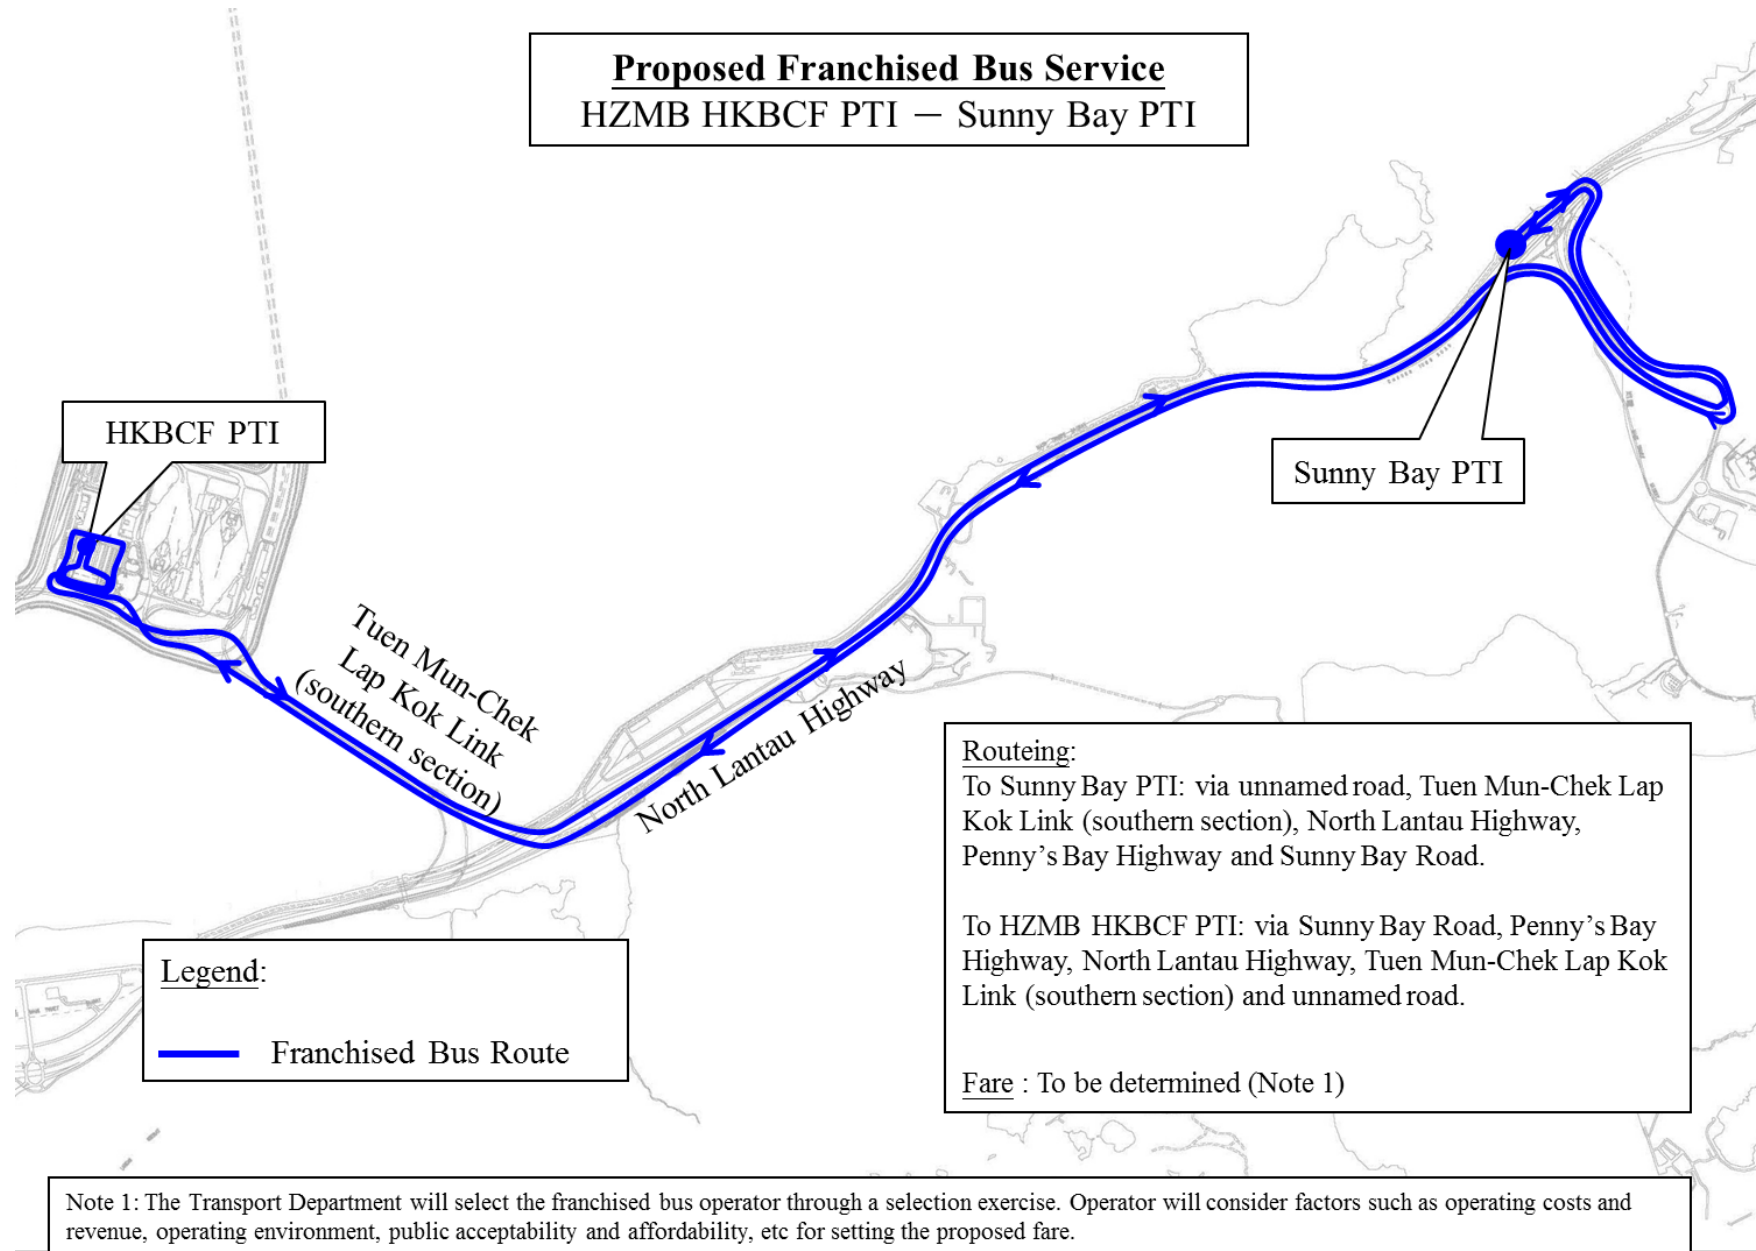 Proposed Franchised Bus Service
HZMB HKBCF PTI — Sunny Bay PTI
HKBCF PTI
Sunny Bay PTI
Tuen Mun-Chek
Lap Kok Link
(southern section)
North Lantau Highway
Routeing:
To Sunny Bay PTI: via unnamed road, Tuen Mun-Chek Lap
Kok Link (southern section), North Lantau Highway,
Penny’s Bay Highway and Sunny Bay Road.
To HZMB HKBCF PTI: via Sunny Bay Road, Penny’s Bay
Highway, North Lantau Highway, Tuen Mun-Chek Lap Kok
Link (southern section) and unnamed road.
Fare : To be determined (Note 1)
Legend:
Franchised Bus Route
Note 1: The Transport Department will select the franchised bus operator through a selection exercise. Operator will consider factors such as operating costs and
revenue, operating environment, public acceptability and affordability, etc for setting the proposed fare.